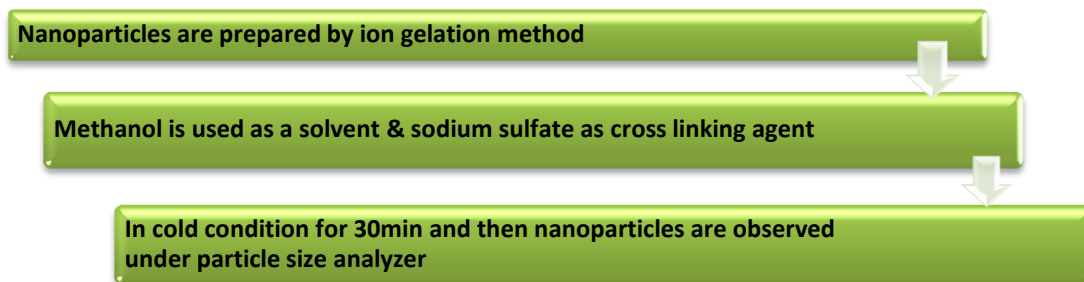 Nanoparticles are prepared by ion gelation method
Methanol is used as a solvent & sodium sulfate as cross linking agent
In cold condition for 30min and then nanoparticles are observed
under particle size analyzer